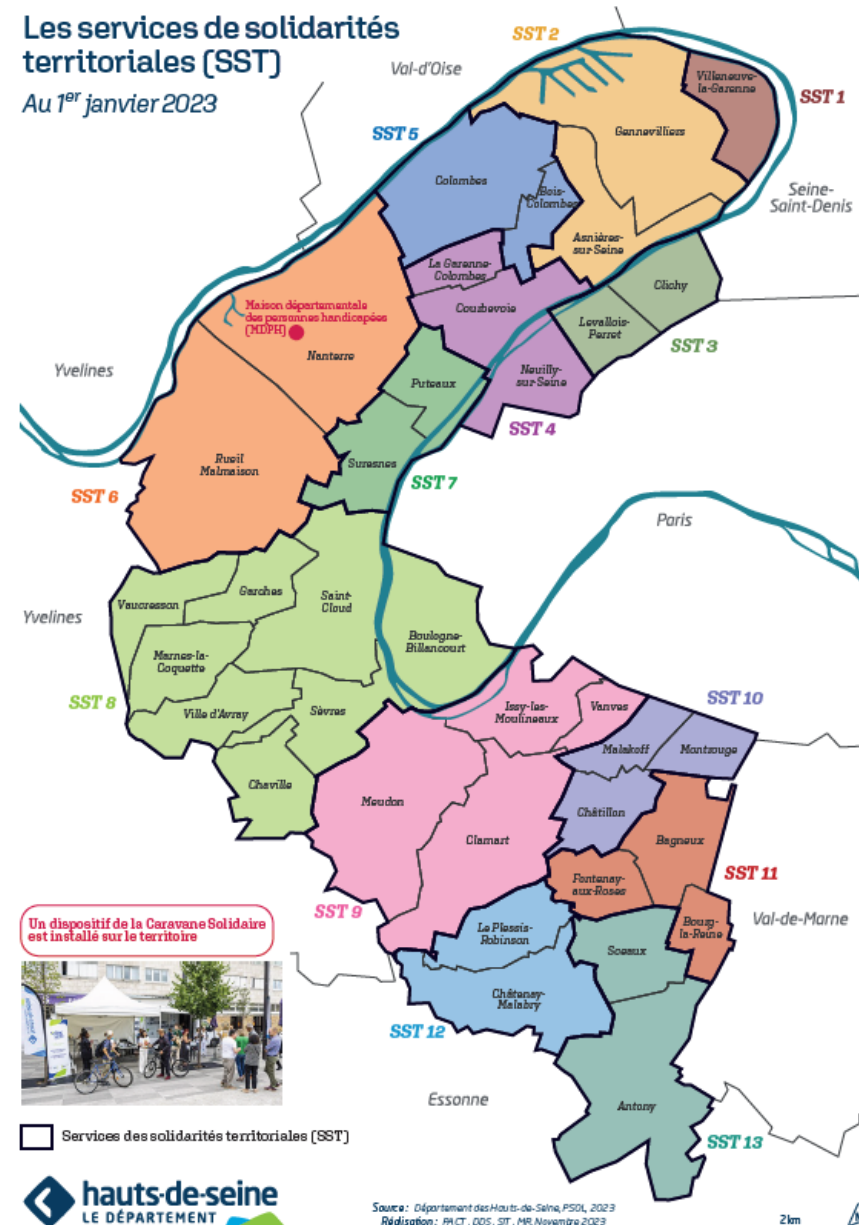 Les services de solidarités
territoriales (SST)
Au 1er janvier 2023
Val-d'Oise
SST 2
Villeneuve-
la-Garenne
SST 1
Gennevilliers
SST 5
Colombes
Bois-
Colombes
Seine-
Saint-Denis
Asnières-
sur-Seine
La Garenne-
Colombes
Courbevoie
Clichy
Levallois-
Perret
SST 3
Maison départementale
des personnes handicapées
(MDPH)
Nanterre
Yvelines
Puteaux
Neuilly-
sur-Seine
SST 4
Rueil
Malmaison
Suresnes
SST 7
SST 6
Paris
Vaucresson
Garches
Saint-
Cloud
Yvelines
Boulogne-
Billancourt
Marnes-la-
Coquette
SST 8
Ville d'Avray
Sèvres
Issy-les-
Moulineaux
Vanves
SST 10
Malakoff
Montrouge
Chaville
Meudon
Châtillon
Clamart
Bagneux
Fontenay-
aux-Roses
SST 11
SST 9
Bourg-
la-Reine
Val-de-Marne
Un dispositif de la Caravane Solidaire
est installé sur le territoire
Le Plessis-
Robinson
Sceaux
Châtenay-
Malabry
SST 12
Essonne
Antony
SST 13
Services des solidarités territoriales (SST)
hauts-de-seine
LE DÉPARTEMENT
Source : Département des Hauts-de-Seine, PSOL, 2023
Réalisation : PACT, DDS, SIT, MR, Novembre 2023
2 km